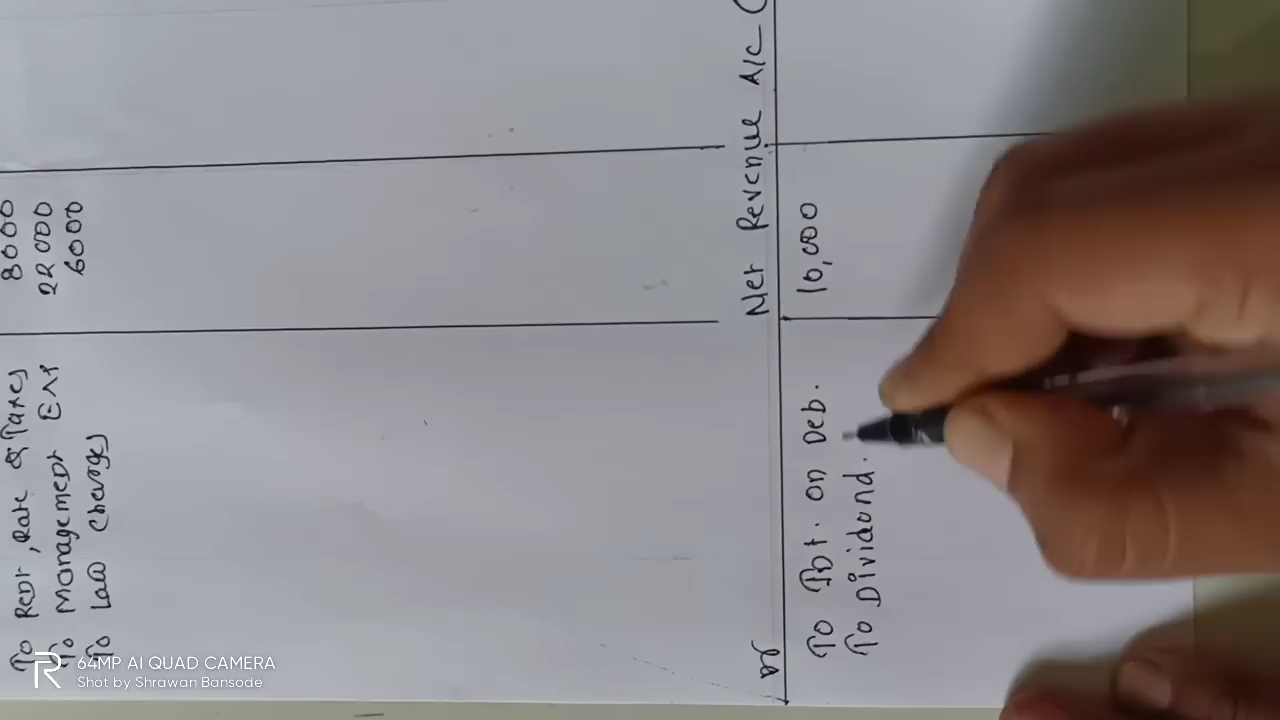 To Rent, Rate & Taxes 8000
To Management Exp 22000
To Law Charges 6000
Net Revenue A/C (
Dr
To Int. on Deb. 10,000
To Dividend.
64MP AI QUAD CAMERA
Shot by Shrawan Bansode